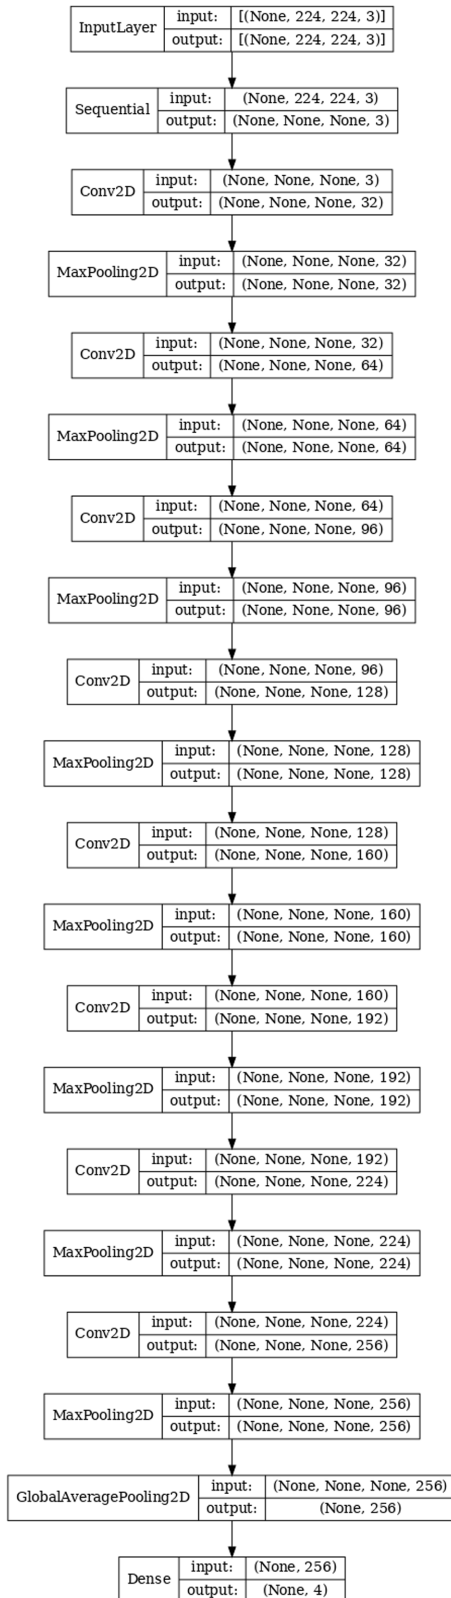 InputLayer input: [(None, 224, 224, 3)]
output: [(None, 224, 224, 3)]
Sequential input: (None, 224, 224, 3)
output: (None, None, None, 3)
Conv2D input: (None, None, None, 3)
output: (None, None, None, 32)
MaxPooling2D input: (None, None, None, 32)
output: (None, None, None, 32)
Conv2D input: (None, None, None, 32)
output: (None, None, None, 64)
MaxPooling2D input: (None, None, None, 64)
output: (None, None, None, 64)
Conv2D input: (None, None, None, 64)
output: (None, None, None, 96)
MaxPooling2D input: (None, None, None, 96)
output: (None, None, None, 96)
Conv2D input: (None, None, None, 96)
output: (None, None, None, 128)
MaxPooling2D input: (None, None, None, 128)
output: (None, None, None, 128)
Conv2D input: (None, None, None, 128)
output: (None, None, None, 160)
MaxPooling2D input: (None, None, None, 160)
output: (None, None, None, 160)
Conv2D input: (None, None, None, 160)
output: (None, None, None, 192)
MaxPooling2D input: (None, None, None, 192)
output: (None, None, None, 192)
Conv2D input: (None, None, None, 192)
output: (None, None, None, 224)
MaxPooling2D input: (None, None, None, 224)
output: (None, None, None, 224)
Conv2D input: (None, None, None, 224)
output: (None, None, None, 256)
MaxPooling2D input: (None, None, None, 256)
output: (None, None, None, 256)
GlobalAveragePooling2D input: (None, None, None, 256)
output: (None, 256)
Dense input: (None, 256)
output: (None, 4)